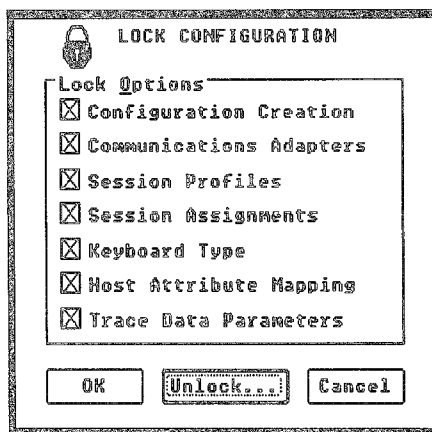 LOCK CONFIGURATION
Lock Options
Configuration Creation
Communications Adapters
Session Profiles
Session Assignments
Keyboard Type
Host Attribute Mapping
Trace Data Parameters
OK Unlock... Cancel